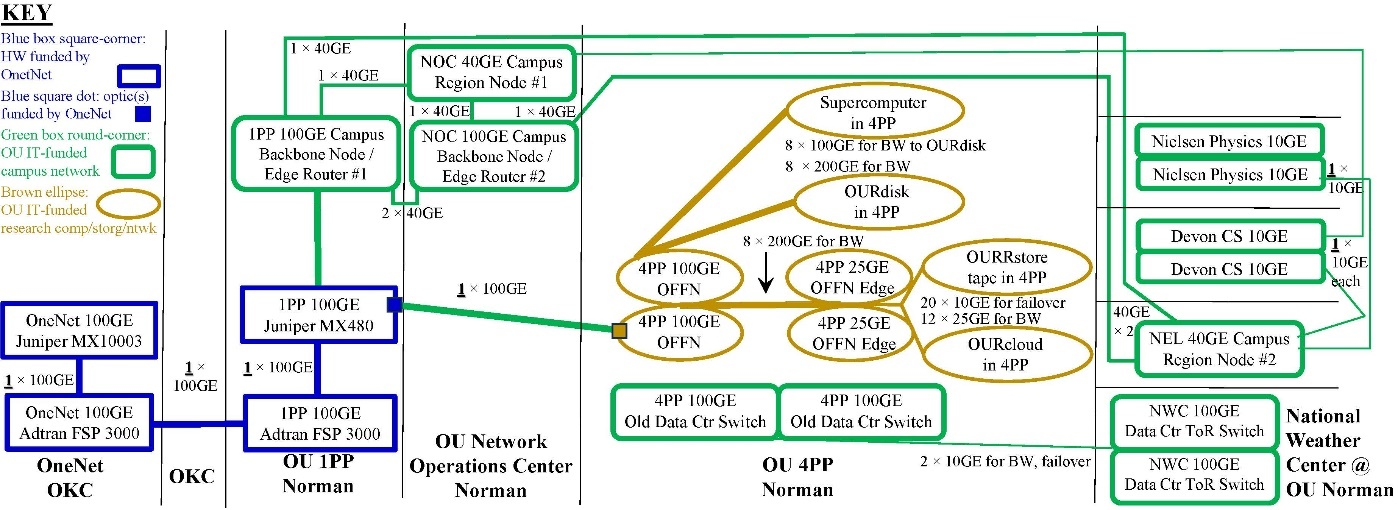 KEY
Blue box square-corner:
HW funded by
OnetNet
Blue square dot: optic(s)
funded by OneNet
Green box round-corner:
OU IT-funded
campus network
Brown ellipse:
OU IT-funded
research comp/storg/ntwk
OneNet 100GE
Juniper MX10003
1 × 100GE
OneNet 100GE
Adtran FSP 3000
OneNet
OKC
1 ×
100GE
OKC
1 × 40GE
1 × 40GE
1PP 100GE Campus
Backbone Node /
Edge Router #1
1PP 100GE
Juniper MX480
1 × 100GE
1PP 100GE
Adtran FSP 3000
OU 1PP
Norman
NOC 40GE Campus
Region Node #1
1 × 40GE
1 × 40GE
NOC 100GE Campus
Backbone Node /
Edge Router #2
2 × 40GE
1 × 100GE
OU Network
Operations Center
Norman
Supercomputer
in 4PP
8 × 100GE for BW to OURdisk
8 × 200GE for BW
OURdisk
in 4PP
8 × 200GE for BW
4PP 100GE
OFFN
4PP 25GE
OFFN Edge
OURRstore
tape in 4PP
20 × 10GE for failover
12 × 25GE for BW
4PP 100GE
OFFN
4PP 25GE
OFFN Edge
OURcloud
in 4PP
4PP 100GE
Old Data Ctr Switch
4PP 100GE
Old Data Ctr Switch
2 × 10GE for BW, failover
OU 4PP
Norman
Nielsen Physics 10GE
Nielsen Physics 10GE
1 ×
10GE
Devon CS 10GE
Devon CS 10GE
1 ×
10GE
each
40GE
× 2
NEL 40GE Campus
Region Node #2
NWC 100GE
Data Ctr ToR Switch
NWC 100GE
Data Ctr ToR Switch
National
Weather
Center @
OU Norman